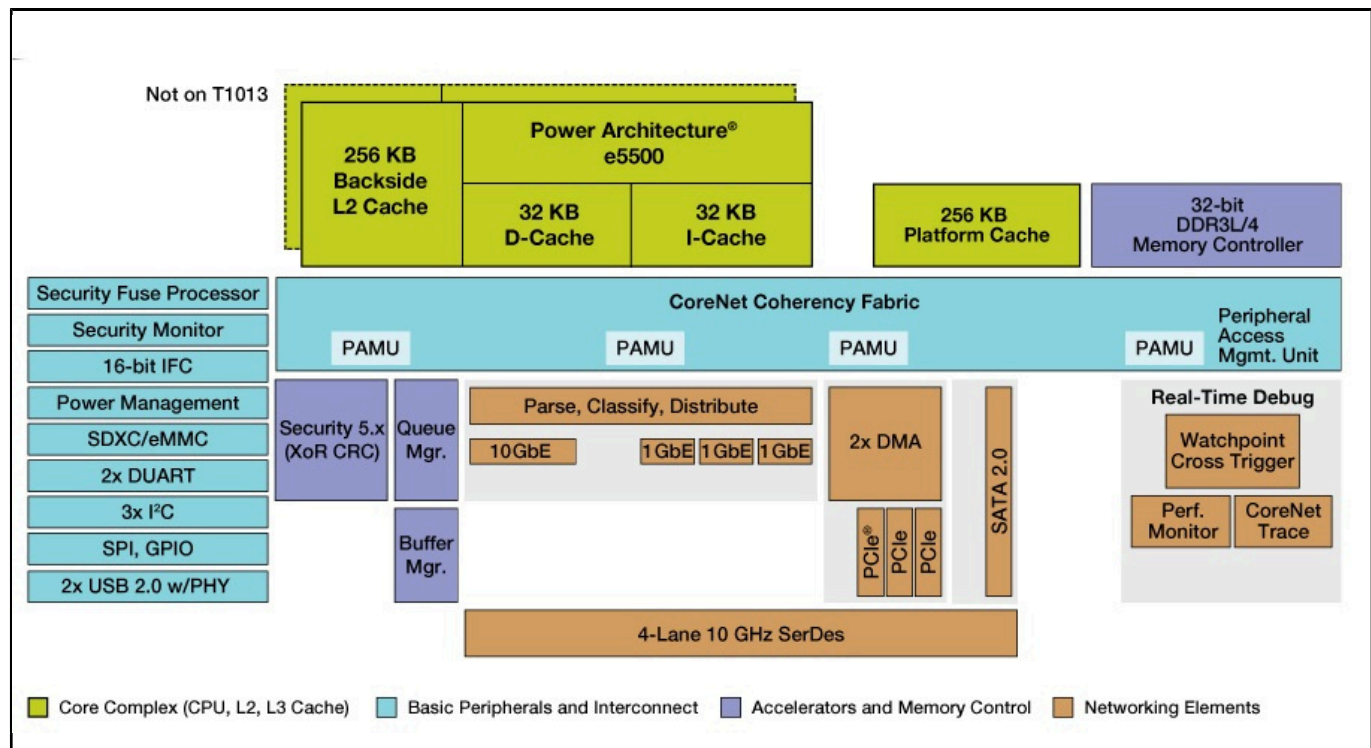 Not on T1013
256 KB
Backside
L2 Cache
Power Architecture®
e5500
32 KB
D-Cache
32 KB
I-Cache
256 KB
Platform Cache
32-bit
DDR3L/4
Memory Controller
Security Fuse Processor
Security Monitor
16-bit IFC
Power Management
SDXC/eMMC
2x DUART
3x I²C
SPI, GPIO
2x USB 2.0 w/PHY
CoreNet Coherency Fabric
PAMU
PAMU
PAMU
PAMU
Peripheral
Access
Mgmt. Unit
Security 5.x
(XoR CRC)
Queue
Mgr.
Buffer
Mgr.
Parse, Classify, Distribute
10GbE
1GbE
1GbE
1GbE
2x DMA
PCIe®
PCIe
PCIe
SATA 2.0
Real-Time Debug
Watchpoint
Cross Trigger
Perf.
Monitor
CoreNet
Trace
4-Lane 10 GHz SerDes
Core Complex (CPU, L2, L3 Cache)
Basic Peripherals and Interconnect
Accelerators and Memory Control
Networking Elements